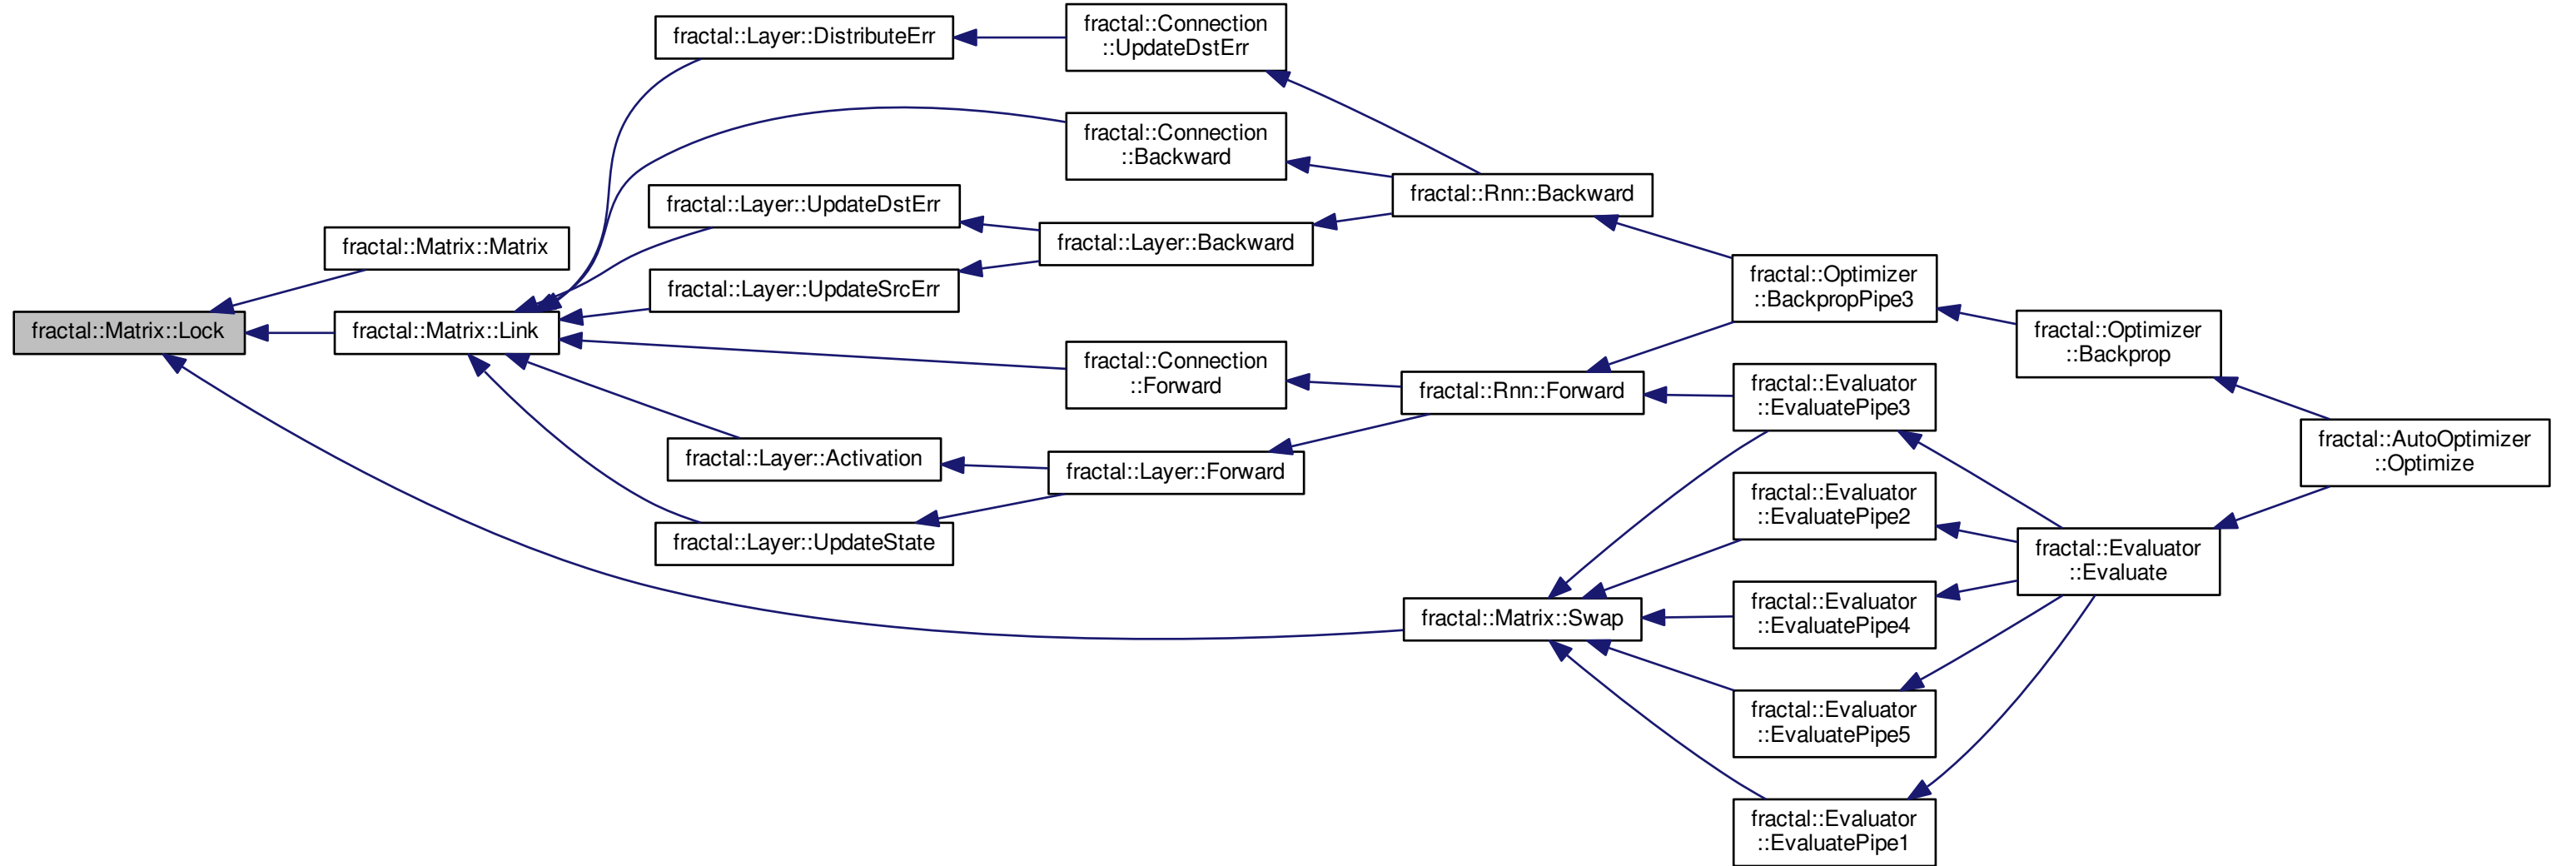 fractal::Matrix::Lock
fractal::Matrix::Matrix
fractal::Matrix::Link
fractal::Layer::DistributeErr
fractal::Connection
::UpdateDstErr
fractal::Connection
::Backward
fractal::Layer::UpdateDstErr
fractal::Layer::UpdateSrcErr
fractal::Layer::Backward
fractal::Rnn::Backward
fractal::Connection
::Forward
fractal::Layer::Activation
fractal::Layer::UpdateState
fractal::Layer::Forward
fractal::Rnn::Forward
fractal::Matrix::Swap
fractal::Optimizer
::BackpropPipe3
fractal::Evaluator
::EvaluatePipe3
fractal::Evaluator
::EvaluatePipe2
fractal::Evaluator
::EvaluatePipe4
fractal::Evaluator
::EvaluatePipe5
fractal::Evaluator
::EvaluatePipe1
fractal::Optimizer
::Backprop
fractal::Evaluator
::Evaluate
fractal::AutoOptimizer
::Optimize